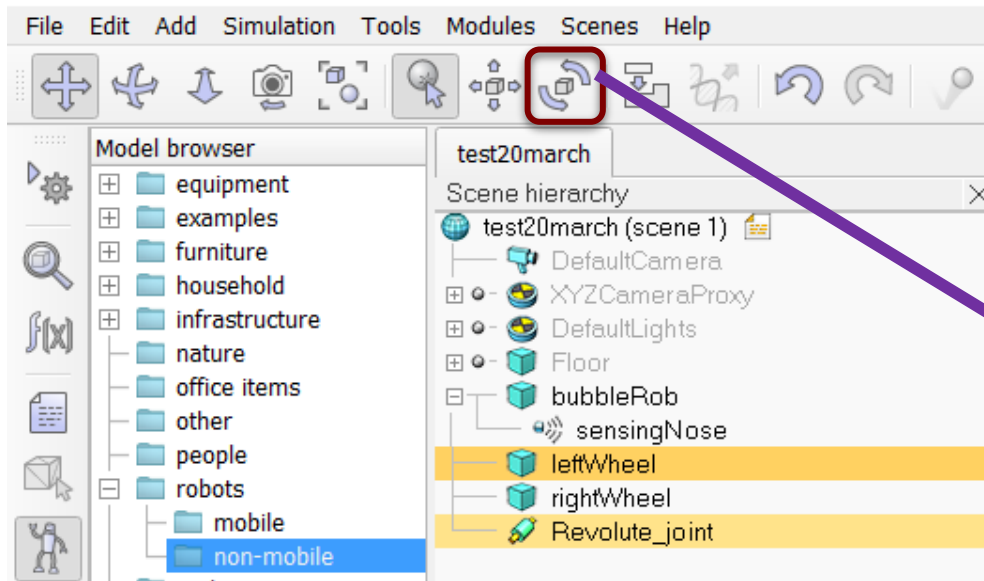 File Edit Add Simulation Tools Modules Scenes Help
Model browser
equipment
examples
furniture
household
infrastructure
nature
office items
other
people
robots
mobile
non-mobile
f(x)
test20march
Scene hierarchy
test20march (scene 1)
DefaultCamera
XYZCameraProxy
DefaultLights
Floor
bubbleRob
sensingNose
leftWheel
rightWheel
Revolute_joint